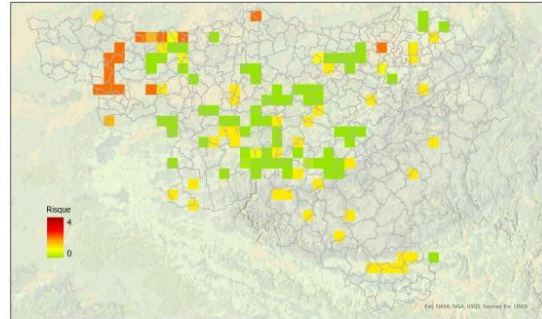 Risque
4
0
Esri, NASA, NGA, USGS, Sources: Esri, USGS